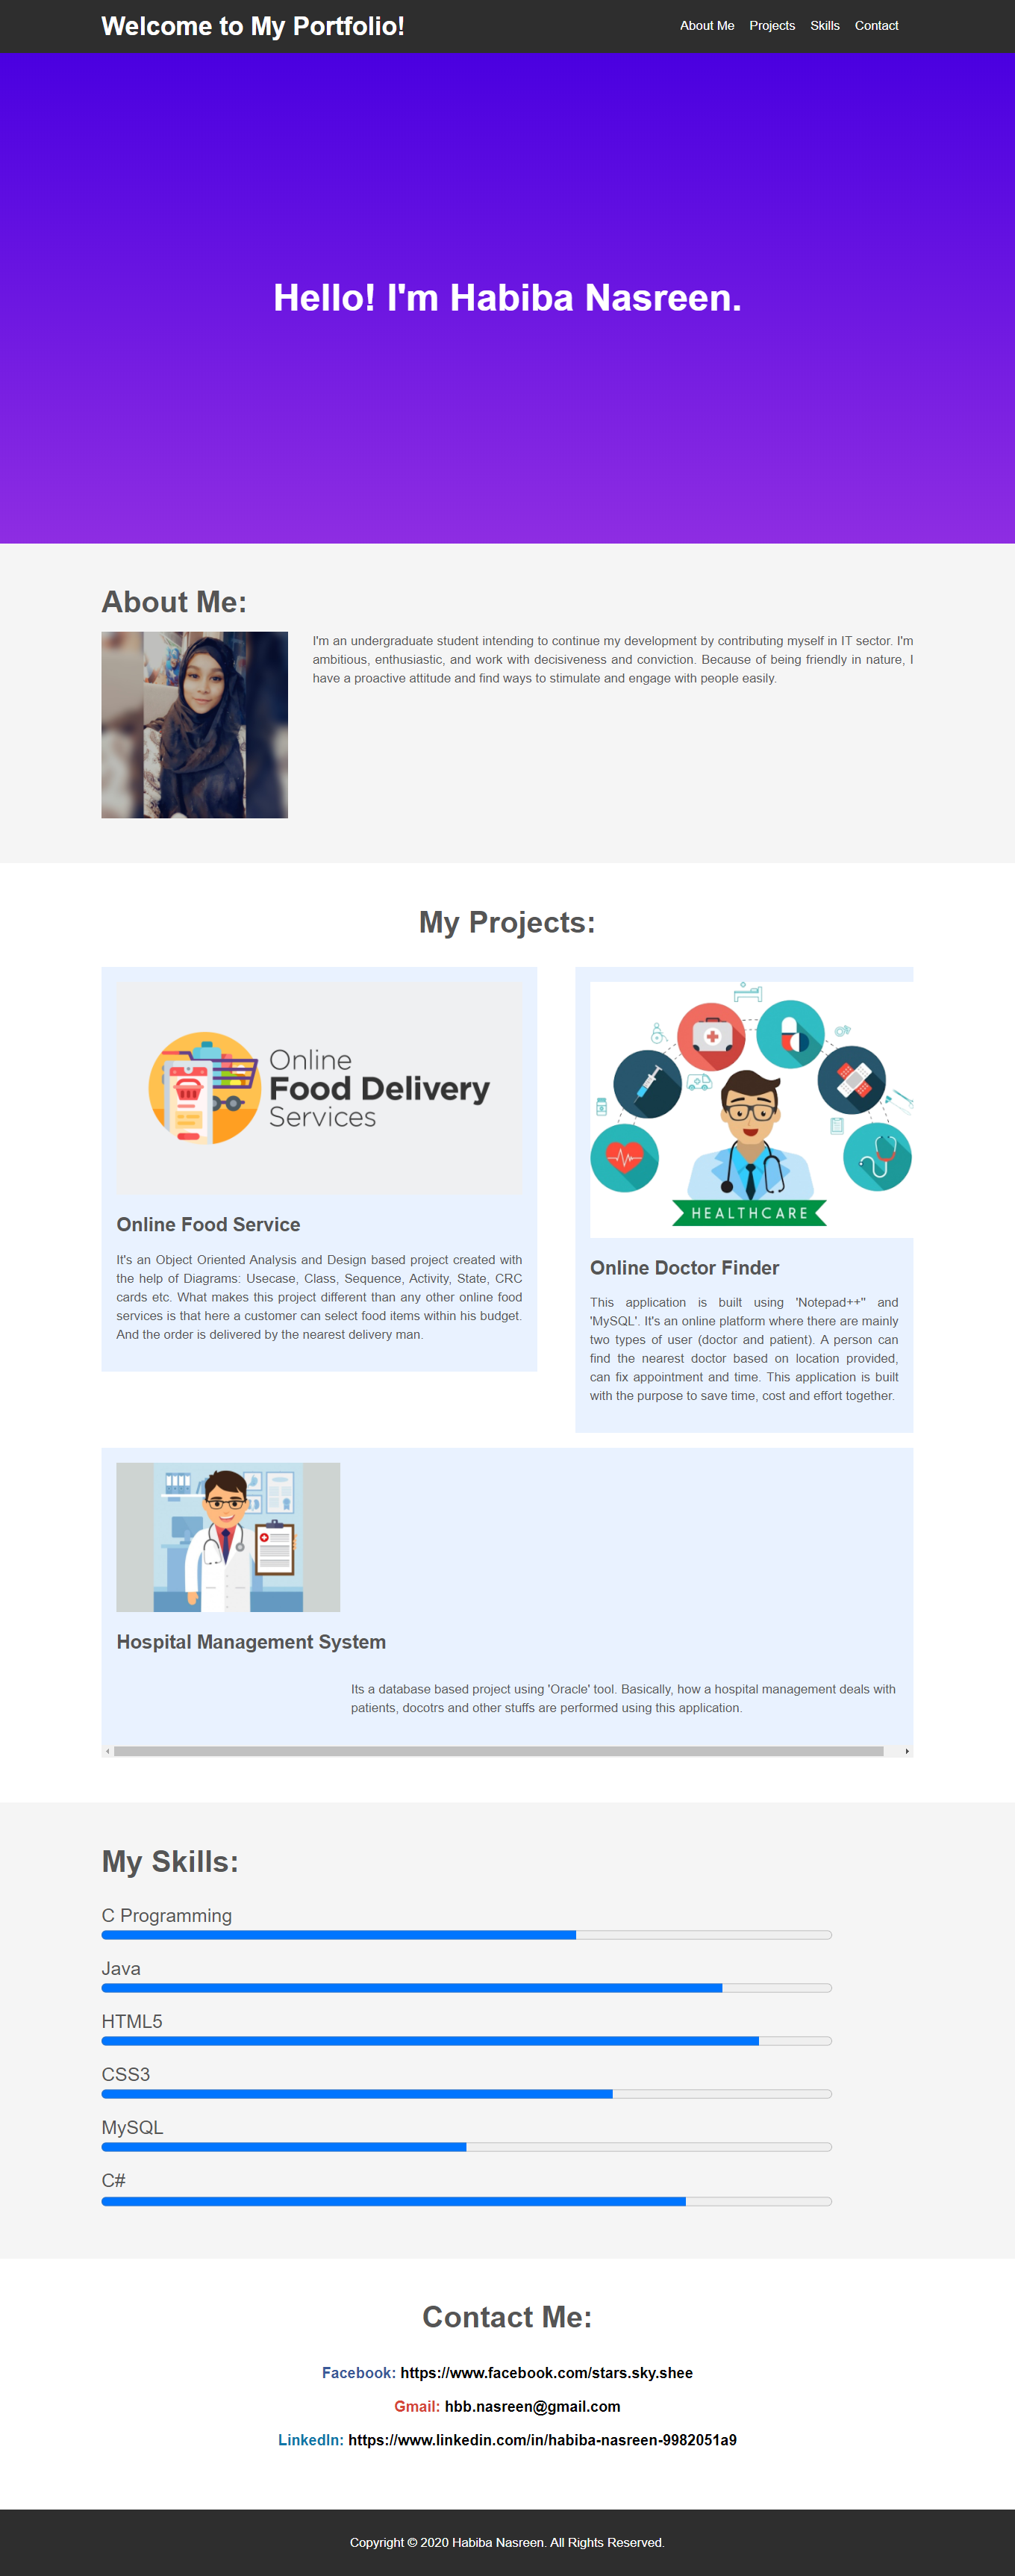 Welcome to My Portfolio!
About Me Projects Skills Contact
Hello! I'm Habiba Nasreen.
About Me:
I'm an undergraduate student intending to continue my development by contributing myself in IT sector. I'm
ambitious, enthusiastic, and work with decisiveness and conviction. Because of being friendly in nature, I
have a proactive attitude and find ways to stimulate and engage with people easily.
My Projects:
Online
Food Delivery
Services
Online Food Service
It's an Object Oriented Analysis and Design based project created with
the help of Diagrams: Usecase, Class, Sequence, Activity, State, CRC
cards etc. What makes this project different than any other online food
services is that here a customer can select food items within his budget.
And the order is delivered by the nearest delivery man.
HEALTHCARE
Online Doctor Finder
This application is built using 'Notepad++" and
'MySQL'. It's an online platform where there are mainly
two types of user (doctor and patient). A person can
find the nearest doctor based on location provided,
can fix appointment and time. This application is built
with the purpose to save time, cost and effort together.
Hospital Management System
Its a database based project using 'Oracle' tool. Basically, how a hospital management deals with
patients, docotrs and other stuffs are performed using this application.
My Skills:
C Programming
Java
HTML5
CSS3
MySQL
C#
Contact Me:
Facebook: https://www.facebook.com/stars.sky.shee
Gmail: hbb.nasreen@gmail.com
LinkedIn: https://www.linkedin.com/in/habiba-nasreen-9982051a9
Copyright © 2020 Habiba Nasreen. All Rights Reserved.